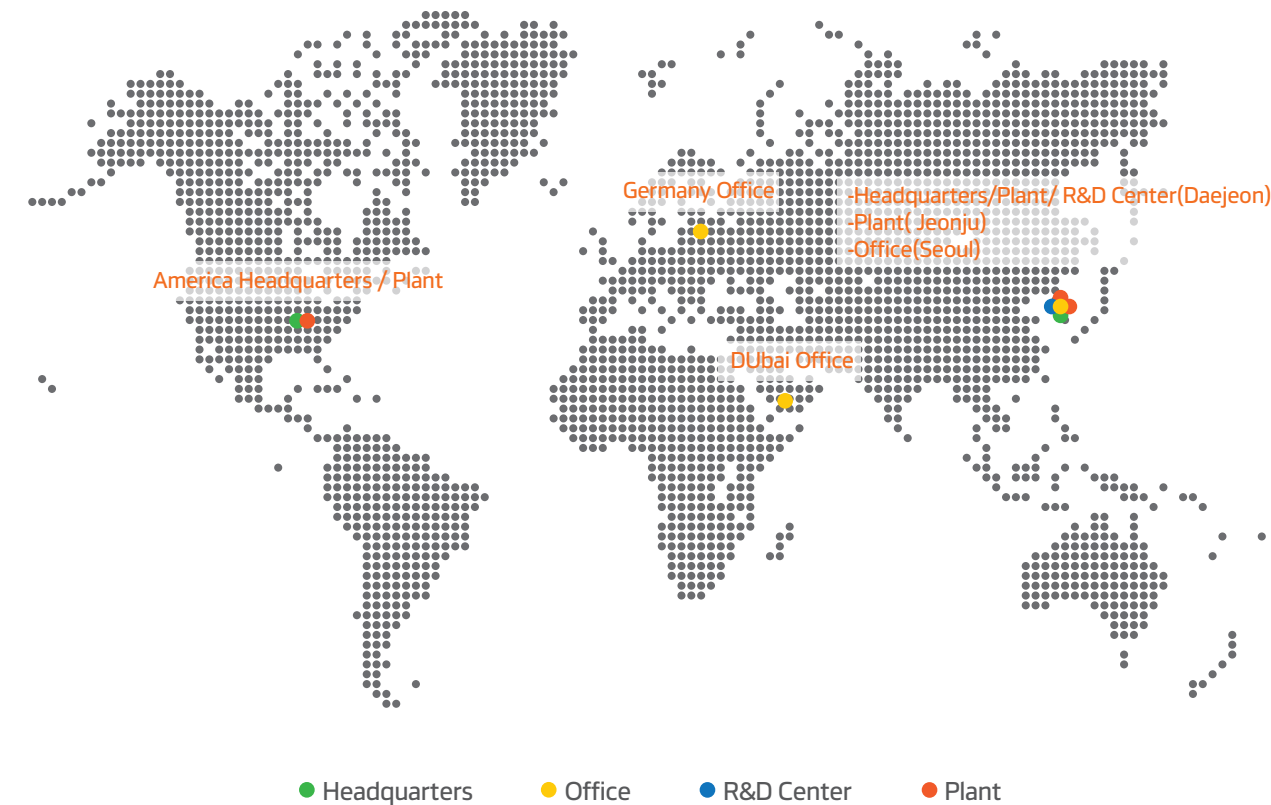 Germany Office
-Headquarters/Plant/ R&D Center(Daejeon)
-Plant( Jeonju)
-Office(Seoul)
America Headquarters / Plant
DUbai Office
Headquarters
Office
R&D Center
Plant